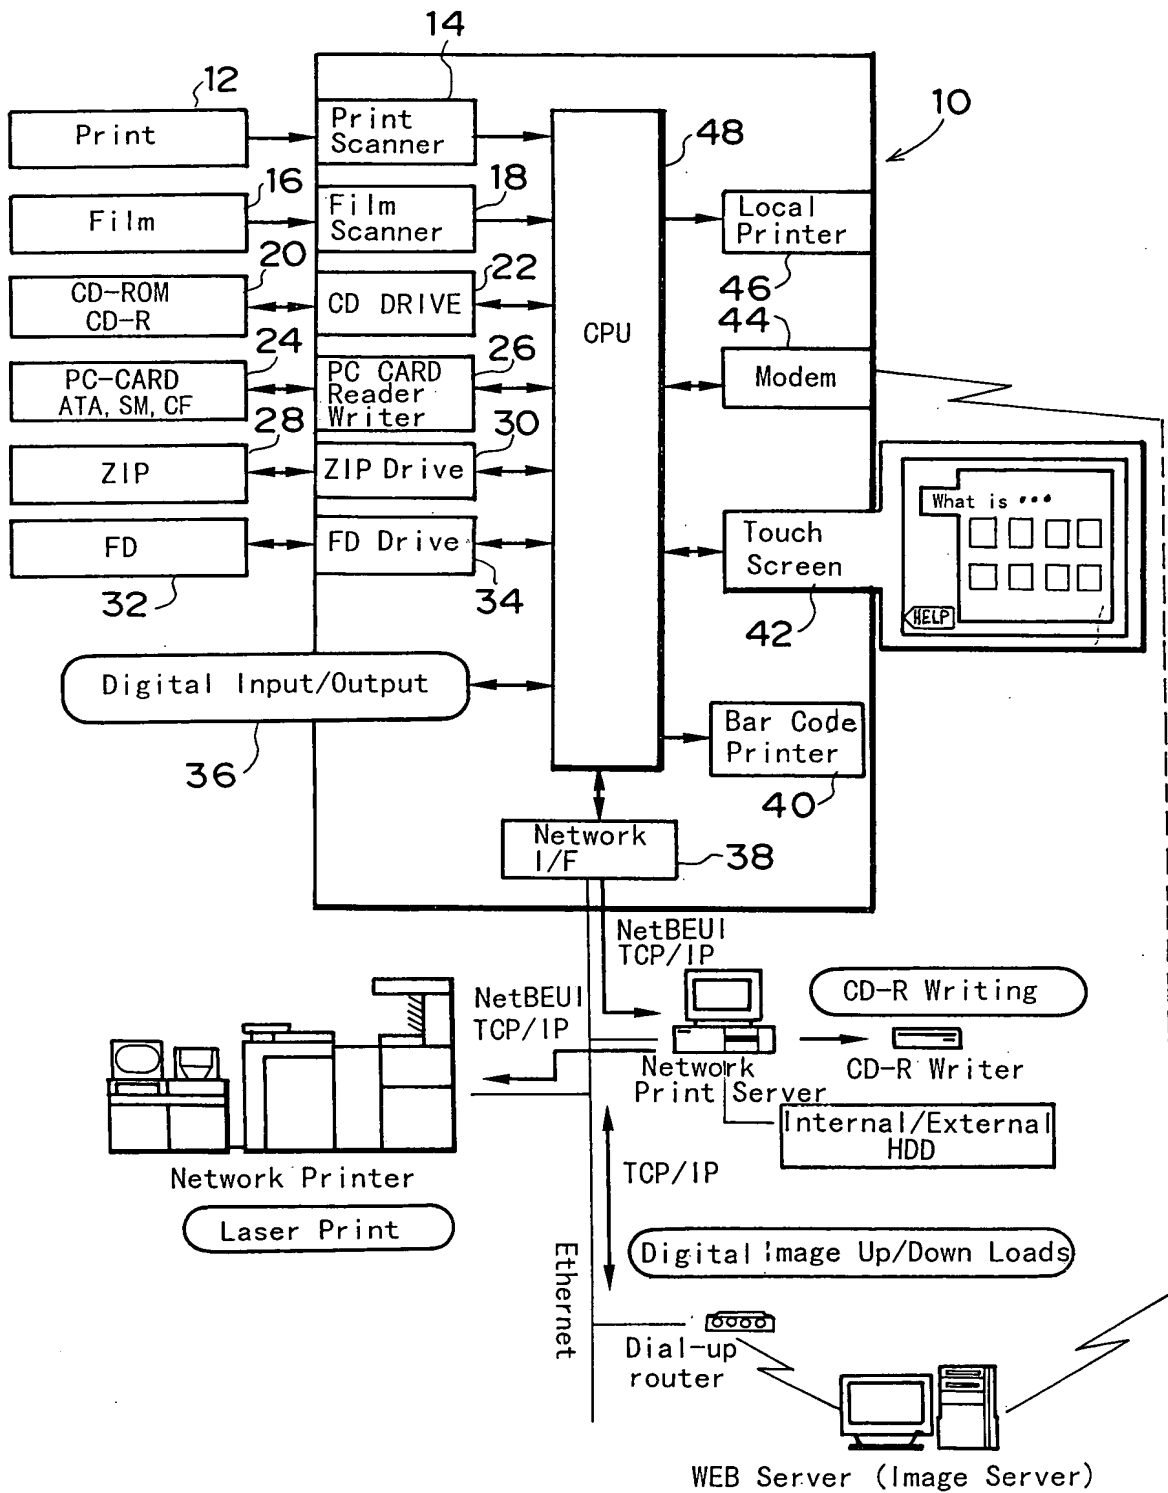 14
12
10
Print
Print
Scanner
48
16
18
Film
Film
Scanner
Local
Printer
20
22
46
CD-ROM
CD-R
CD DRIVE
CPU
44
24
26
PC-CARD
ATA, SM, CF
PC CARD
Reader
Writer
Modem
28
30
ZIP
ZIP Drive
What is •••
FD
FD Drive
Touch
Screen
32
34
42
HELP
Digital Input/Output
36
Bar Code
Printer
40
Network
I/F
38
NetBEUI
TCP/IP
NetBEUI
TCP/IP
CD-R Writing
Network
Print Server
CD-R Writer
Internal/External
HDD
Network Printer
TCP/IP
Laser Print
Ethernet
Digital Image Up/Down Loads
Dial-up
router
WEB Server (Image Server)